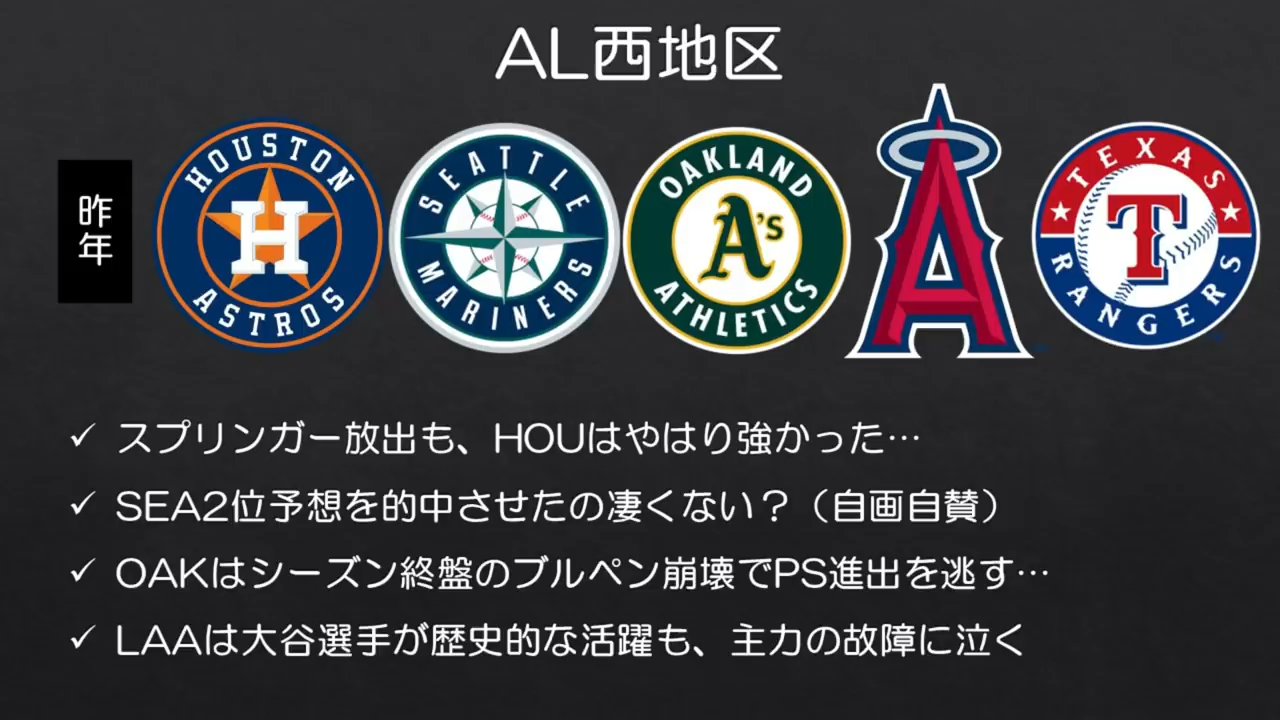 AL西地区
昨年
HOUSTON
ASTROS
H
SEATTLE
MARINERS
OAKLAND
A's
ATHLETICS
A
TEXAS
T
RANGERS
✓ スプリンガー放出も、HOUはやはり強かった…
✓ SEA2位予想を的中させたの凄くない？（自画自賛）
✓ OAKはシーズン終盤のブルペン崩壊でPS進出を逃す…
✓ LAAは大谷選手が歴史的な活躍も、主力の故障に泣く